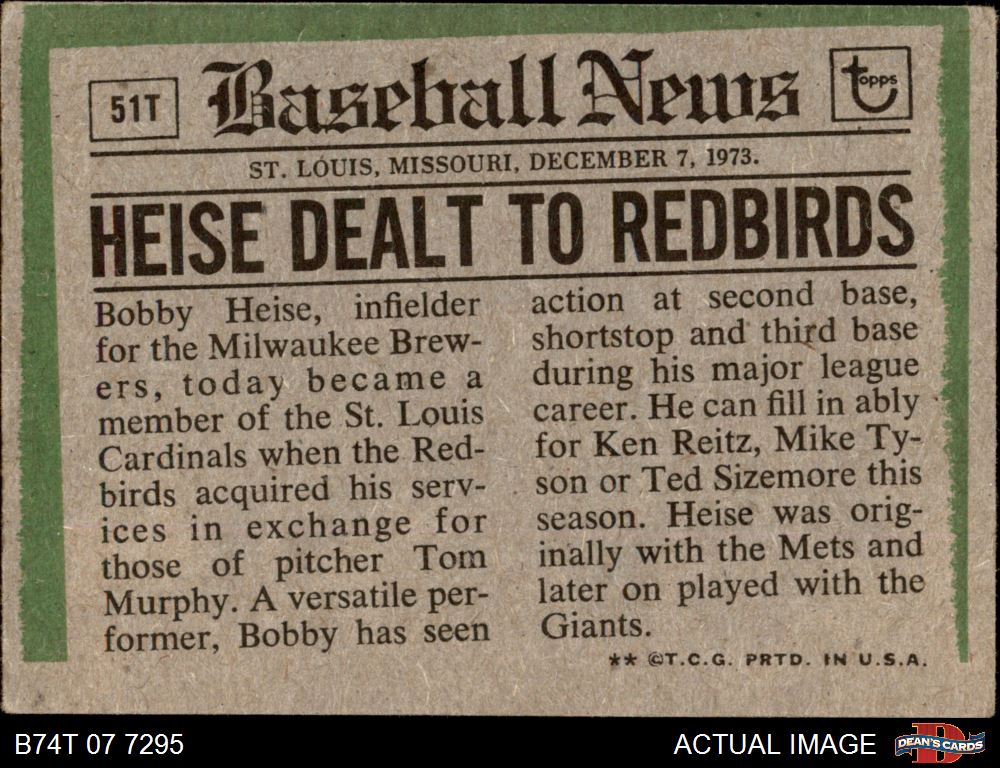 51T
Baseball News
Topps
ST. LOUIS, MISSOURI, DECEMBER 7, 1973.
HEISE DEALT TO REDBIRDS
Bobby Heise, infielder
for the Milwaukee Brew-
ers, today became a
member of the St. Louis
Cardinals when the Red-
birds acquired his serv-
ices in exchange for
those of pitcher Tom
Murphy. A versatile per-
former, Bobby has seen
action at second base,
shortstop and third base
during his major league
career. He can fill in ably
for Ken Reitz, Mike Ty-
son or Ted Sizemore this
season. Heise was orig-
inally with the Mets and
later on played with the
Giants.
** ©T.C.G. PRTD. IN U.S.A.
B74T 07 7295
ACTUAL IMAGE
D
DEAN'S CARDS